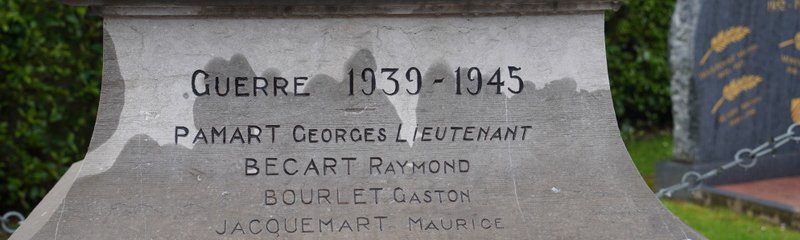 GUERRE 1939-1945
PAMART GEORGES LIEUTENANT
BECART RAYMOND
BOURLET GASTON
JACQUEMART MAURICE